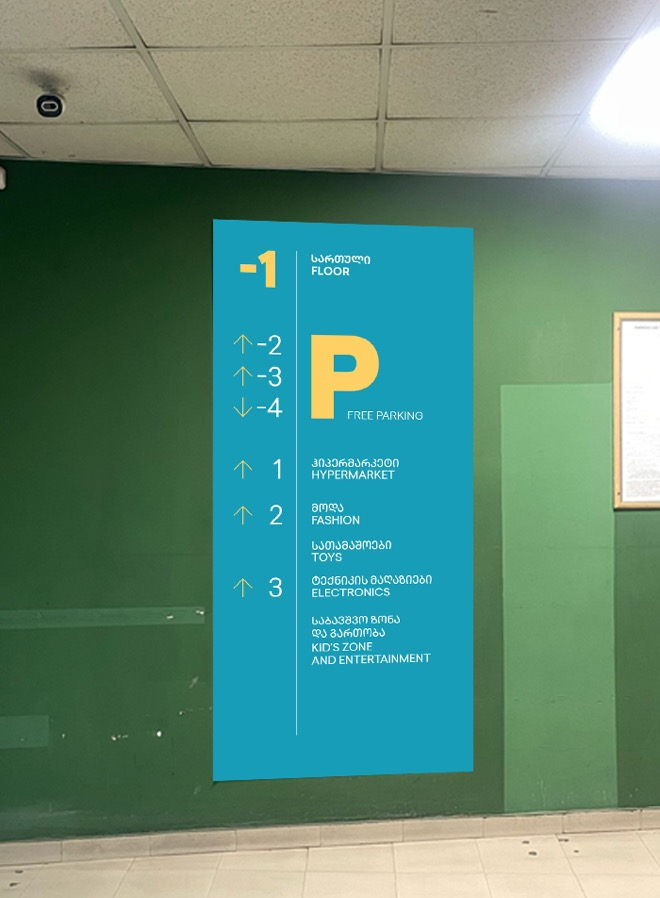 -1
სართული
FLOOR
↑ -2
↑ -3
↓ -4
P
FREE PARKING
↑ 1
ჰიპერმარკეტი
HYPERMARKET
↑ 2
მოდა
FASHION
სათამაშოები
TOYS
↑ 3
ტექნიკის მაღაზიები
ELECTRONICS
საბავშვო ზონა
და გართობა
KID'S ZONE
AND ENTERTAINMENT